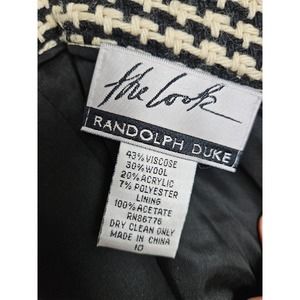 the Look
RANDOLPH DUKE
43% VISCOSE
30% WOOL
20% ACRYLIC
7% POLYESTER
LINING
100% ACETATE
RN86776
DRY CLEAN ONLY
MADE IN CHINA
10